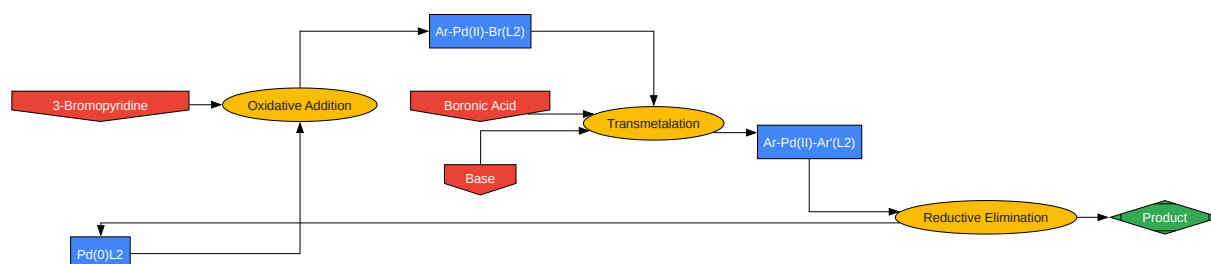 Ar-Pd(II)-Br(L2)
3-Bromopyridine
Oxidative Addition
Boronic Acid
Transmetalation
Ar-Pd(II)-Ar'(L2)
Base
Reductive Elimination
Product
Pd(0)L2